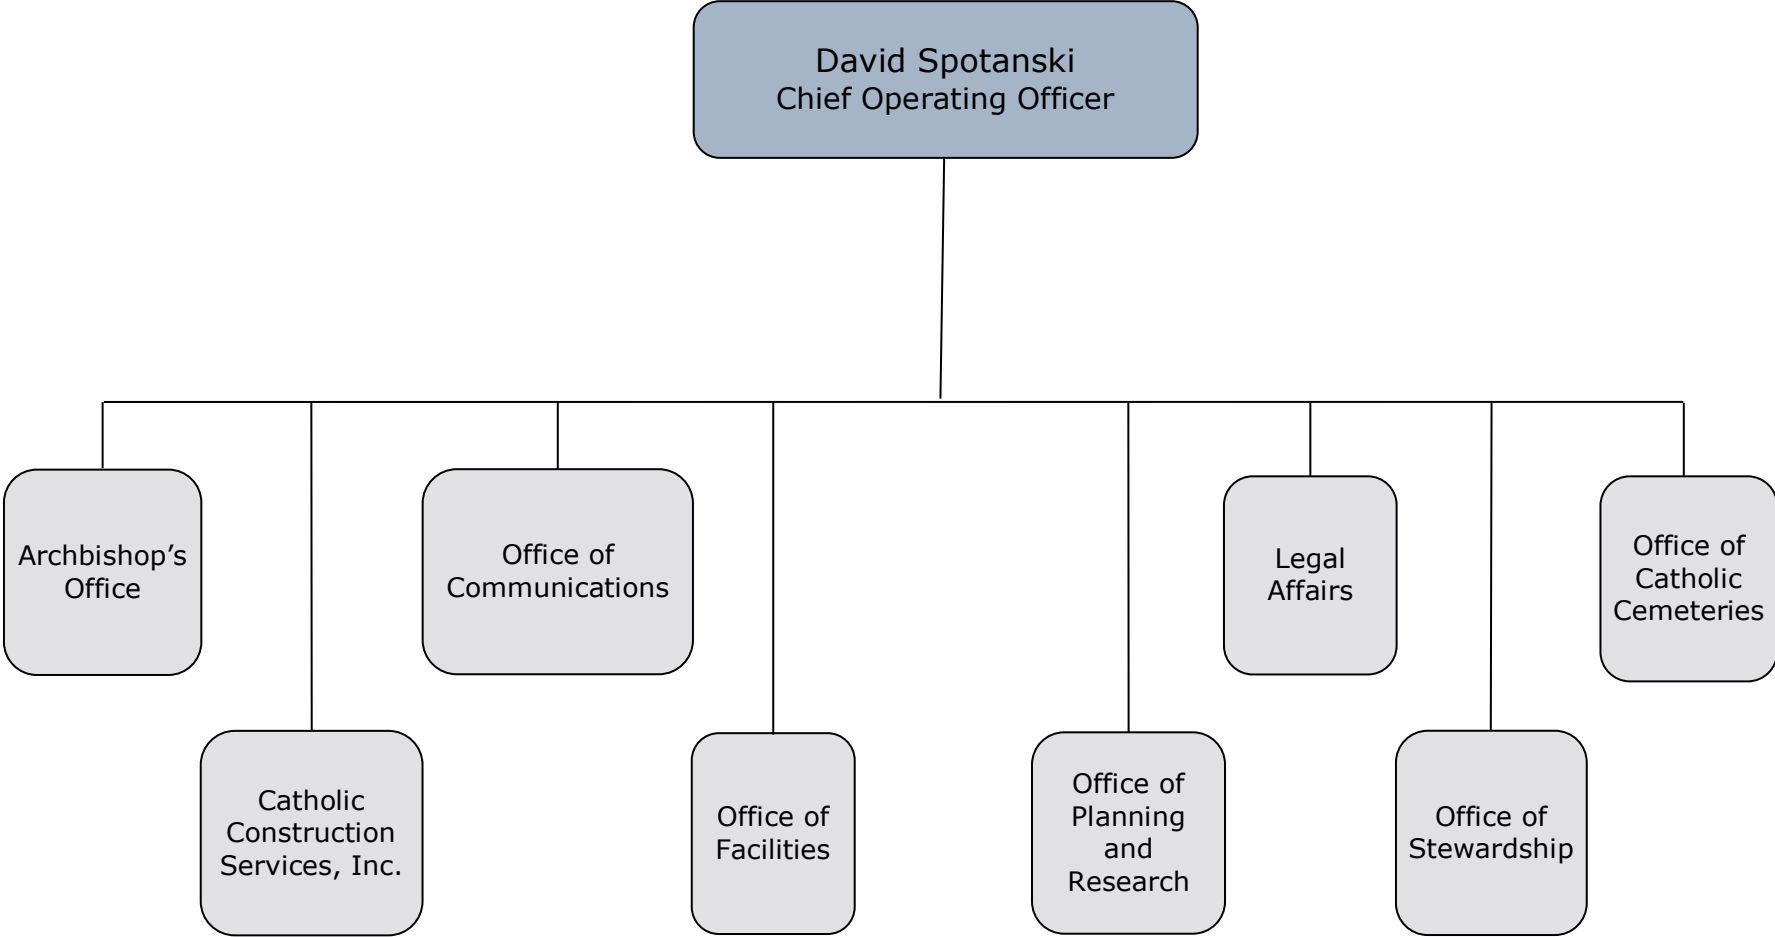 David Spotanski
Chief Operating Officer
Archbishop’s
Office
Office of
Communications
Legal
Affairs
Office of
Catholic
Cemeteries
Catholic
Construction
Services, Inc.
Office of
Facilities
Office of
Planning
and
Research
Office of
Stewardship